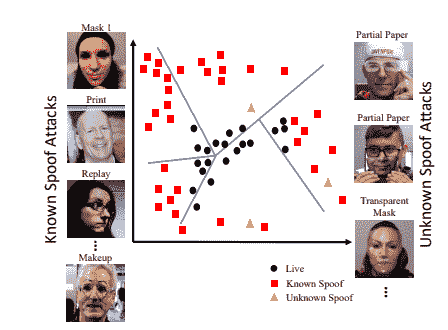 Known Spoof Attacks
Mask 1
Print
Replay
Makeup
Live
Known Spoof
Unknown Spoof
Partial Paper
Partial Paper
Transparent
Mask
Unknown Spoof Attacks